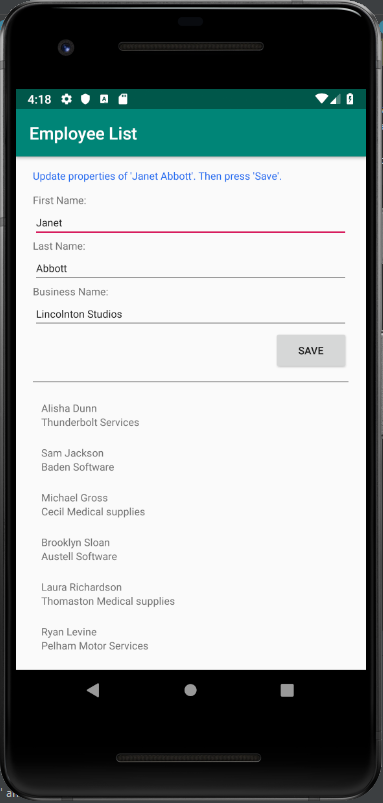 4:18
Employee List
Update properties of 'Janet Abbott'. Then press 'Save'.
First Name:
Janet
Last Name:
Abbott
Business Name:
Lincolnton Studios
SAVE
Alisha Dunn
Thunderbolt Services
Sam Jackson
Baden Software
Michael Gross
Cecil Medical supplies
Brooklyn Sloan
Austell Software
Laura Richardson
Thomaston Medical supplies
Ryan Levine
Pelham Motor Services